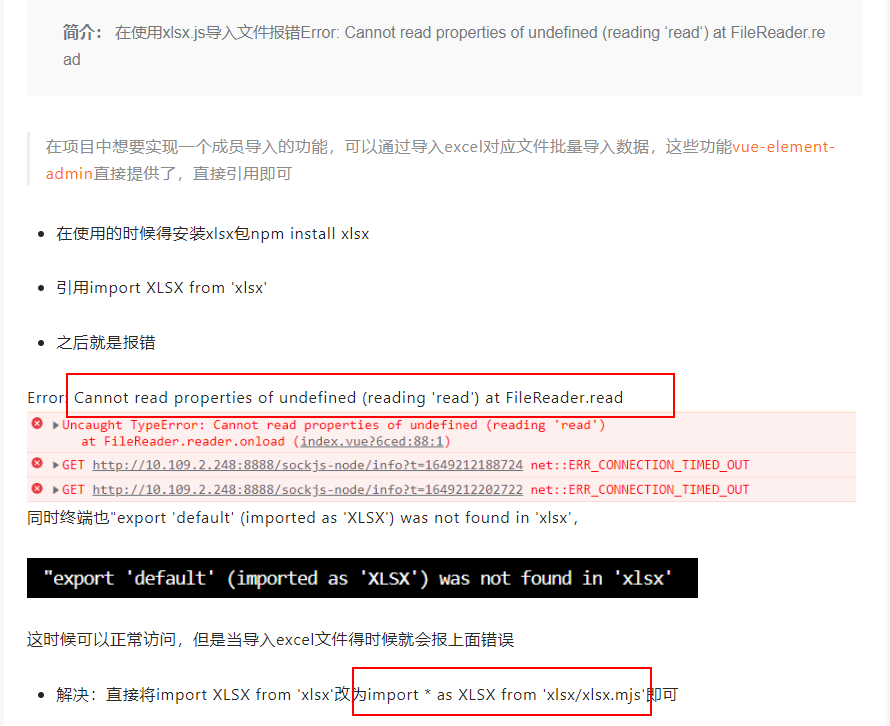 简介： 在使用xlsx.js导入文件报错Error: Cannot read properties of undefined (reading ‘read‘) at FileReader.re
ad
在项目中想要实现一个成员导入的功能，可以通过导入excel对应文件批量导入数据，这些功能vue-element-
admin直接提供了，直接引用即可
• 在使用的时候得安装xlsx包npm install xlsx
• 引用import XLSX from 'xlsx'
• 之后就是报错
Error: Cannot read properties of undefined (reading 'read') at FileReader.read
Uncaught TypeError: Cannot read properties of undefined (reading 'read')
at FileReader.reader.onload (index.vue?6ced:88:1)
GET http://10.109.2.248:8888/sockjs-node/info?t=1649212188724 net::ERR_CONNECTION_TIMED_OUT
GET http://10.109.2.248:8888/sockjs-node/info?t=1649212202722 net::ERR_CONNECTION_TIMED_OUT
同时终端也"export 'default' (imported as 'XLSX') was not found in 'xlsx'，
"export 'default' (imported as 'XLSX') was not found in 'xlsx'
这时候可以正常访问，但是当导入excel文件得时候就会报上面错误
• 解决：直接将import XLSX from 'xlsx'改为import * as XLSX from 'xlsx/xlsx.mjs'即可